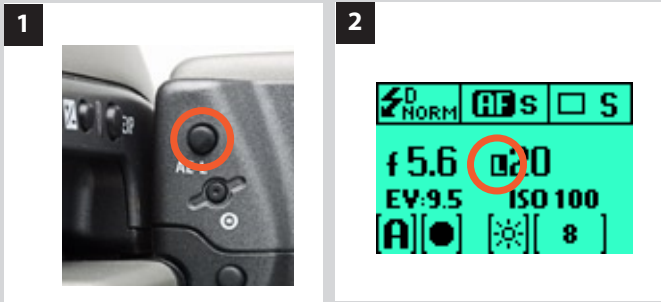 1
2
AE-L
D
NORM AF S S
f 5.6 L 20
EV:9.5 ISO 100
[A][●] [☼][ 8 ]